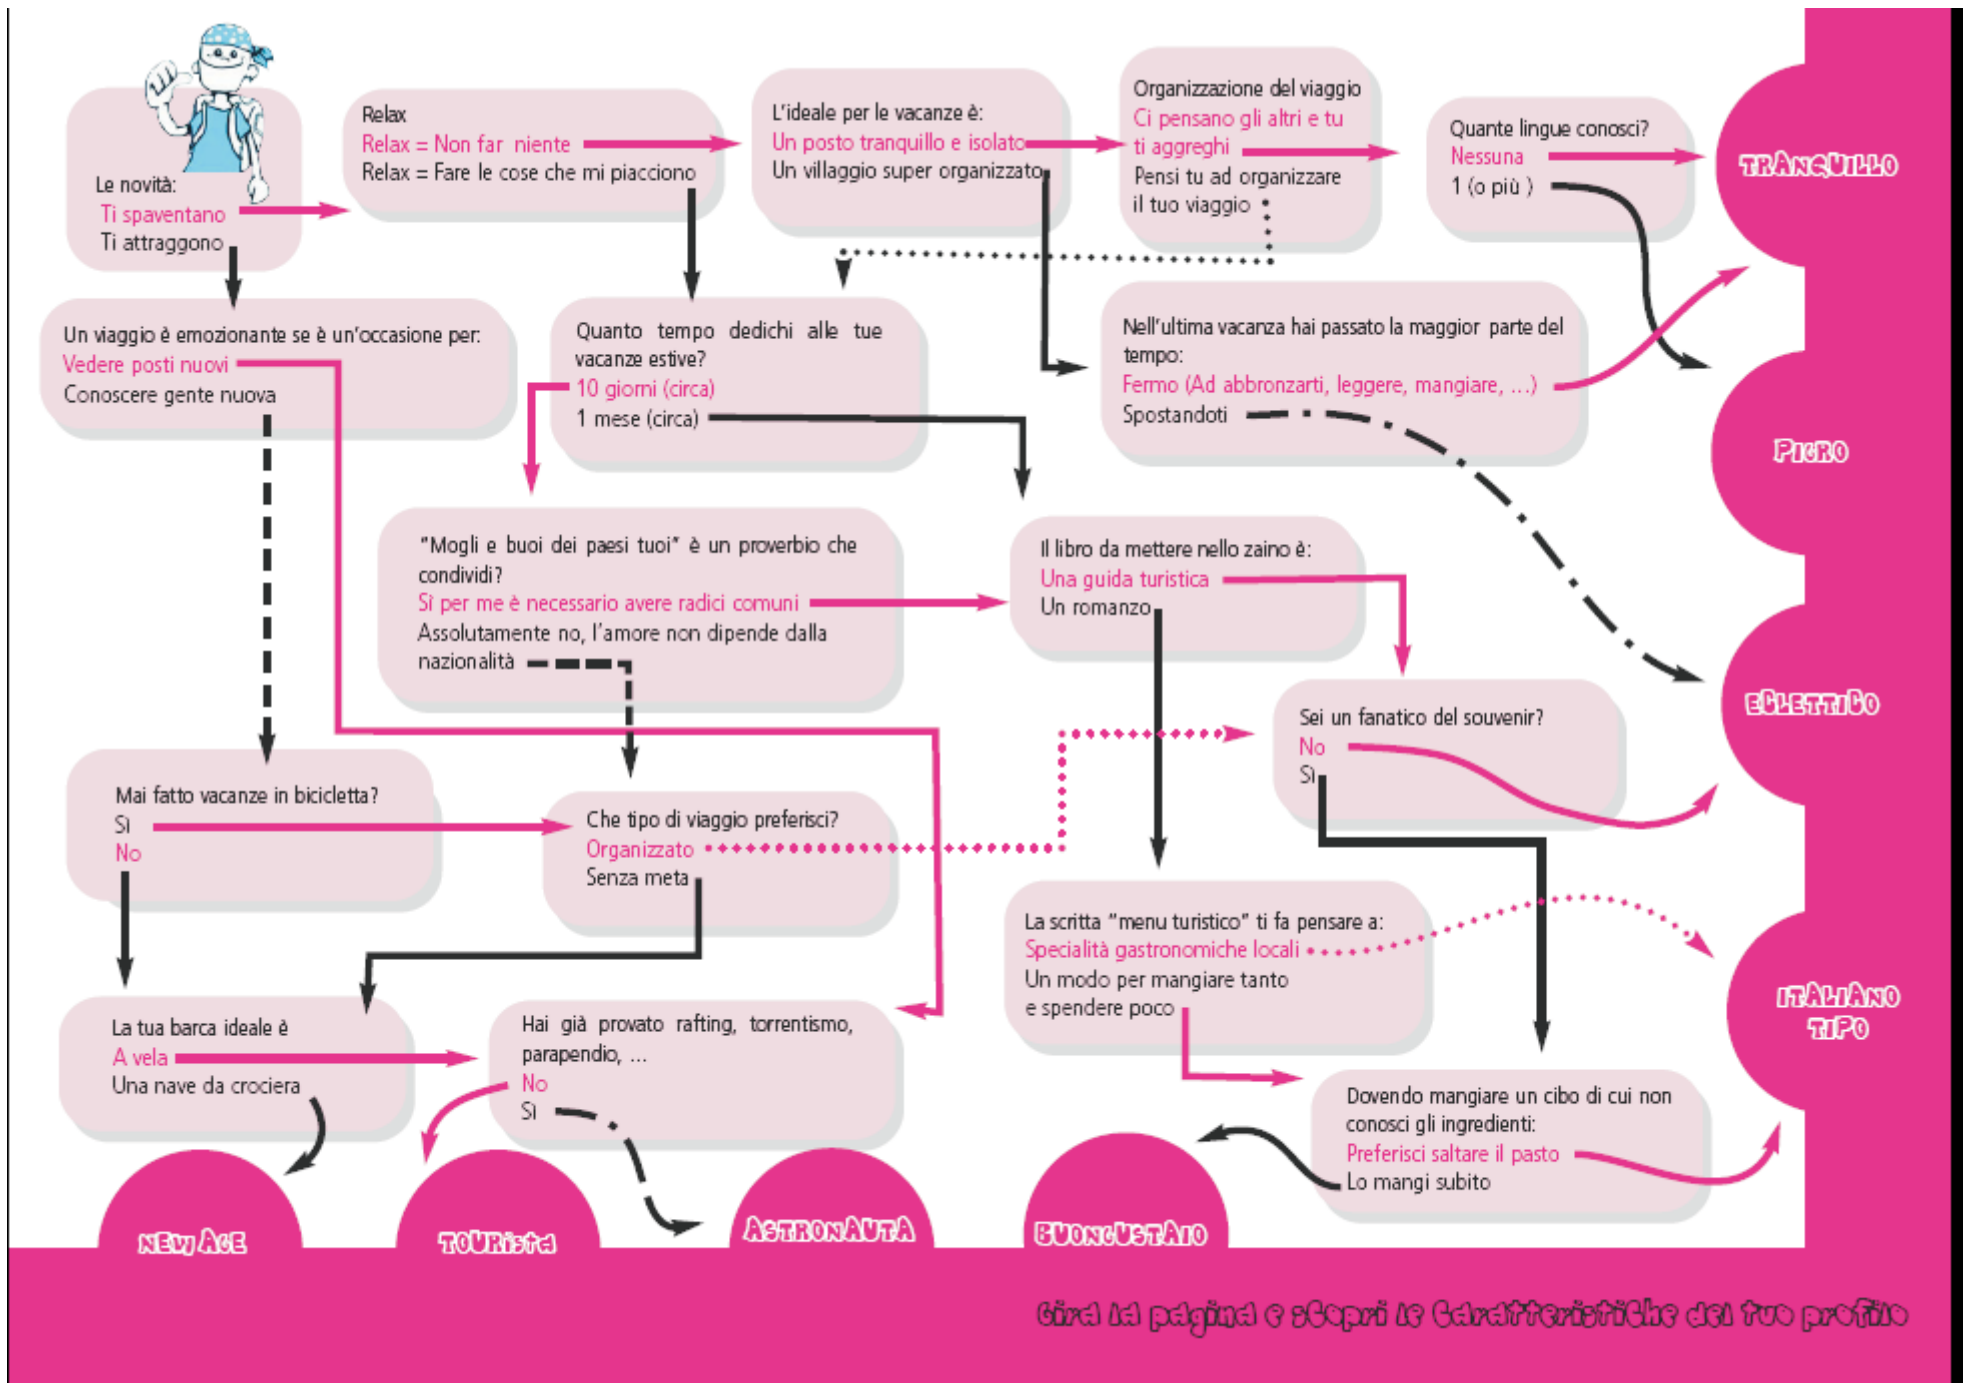 Le novità:
Ti spaventano
Ti attraggono
Relax
Relax = Non far niente
Relax = Fare le cose che mi piacciono
L'ideale per le vacanze è:
Un posto tranquillo e isolato
Un villaggio super organizzato
Organizzazione del viaggio
Ci pensano gli altri e tu
ti aggreghi
Pensi tu ad organizzare
il tuo viaggio
Quante lingue conosci?
Nessuna
1 (o più )
TRANQUILLO
Un viaggio è emozionante se è un'occasione per:
Vedere posti nuovi
Conoscere gente nuova
Quanto tempo dedichi alle tue
vacanze estive?
10 giorni (circa)
1 mese (circa)
Nell'ultima vacanza hai passato la maggior parte del
tempo:
Fermo (Ad abbronzarti, leggere, mangiare, ...)
Spostandoti
PIGRO
"Mogli e buoi dei paesi tuoi" è un proverbio che
condividi?
Sì per me è necessario avere radici comuni
Assolutamente no, l'amore non dipende dalla
nazionalità
Il libro da mettere nello zaino è:
Una guida turistica
Un romanzo
Sei un fanatico del souvenir?
No
Sì
ECLETTICO
Mai fatto vacanze in bicicletta?
Sì
No
Che tipo di viaggio preferisci?
Organizzato
Senza meta
La scritta "menu turistico" ti fa pensare a:
Specialità gastronomiche locali
Un modo per mangiare tanto
e spendere poco
ITALIANO
TIPO
La tua barca ideale è
A vela
Una nave da crociera
Hai già provato rafting, torrentismo,
parapendio, ...
No
Sì
Dovendo mangiare un cibo di cui non
conosci gli ingredienti:
Preferisci saltare il pasto
Lo mangi subito
NEW AGE
TOURista
ASTRONAUTA
BUONGUSTAIO
Gira la pagina e scopri le caratteristiche del tuo profilo